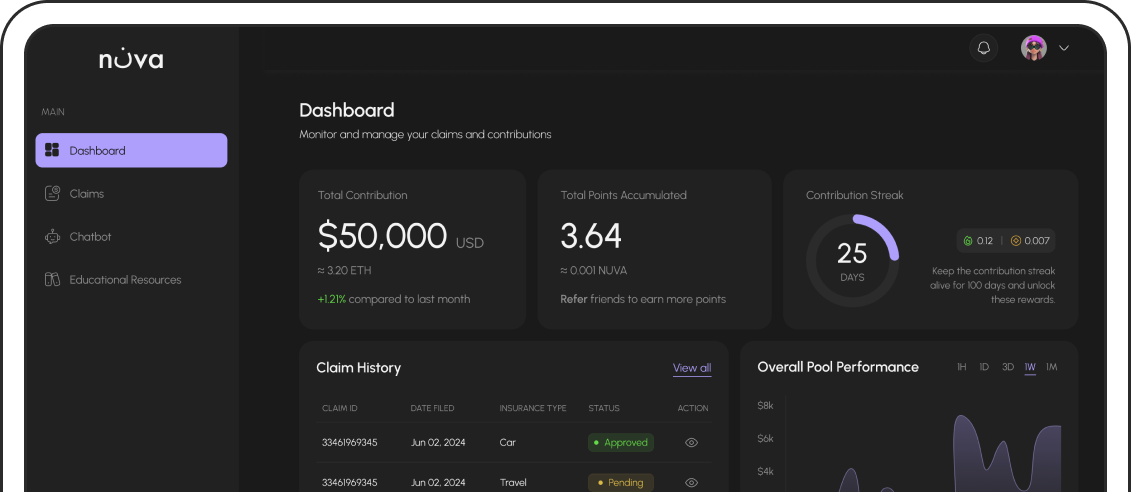 nuva
MAIN
Dashboard
Claims
Chatbot
Educational Resources
Dashboard
Monitor and manage your claims and contributions
Total Contribution
$50,000 USD
≈ 3.20 ETH
+1.21% compared to last month
Total Points Accumulated
3.64
≈ 0.001 NUVA
Refer friends to earn more points
Contribution Streak
25
DAYS
0.12 | 0.007
Keep the contribution streak
alive for 100 days and unlock
these rewards.
Claim History
View all
CLAIM ID DATE FILED INSURANCE TYPE STATUS ACTION
33461969345 Jun 02, 2024 Car Approved
33461969345 Jun 02, 2024 Travel Pending
Overall Pool Performance
1H 1D 3D 1W 1M
$8k
$6k
$4k